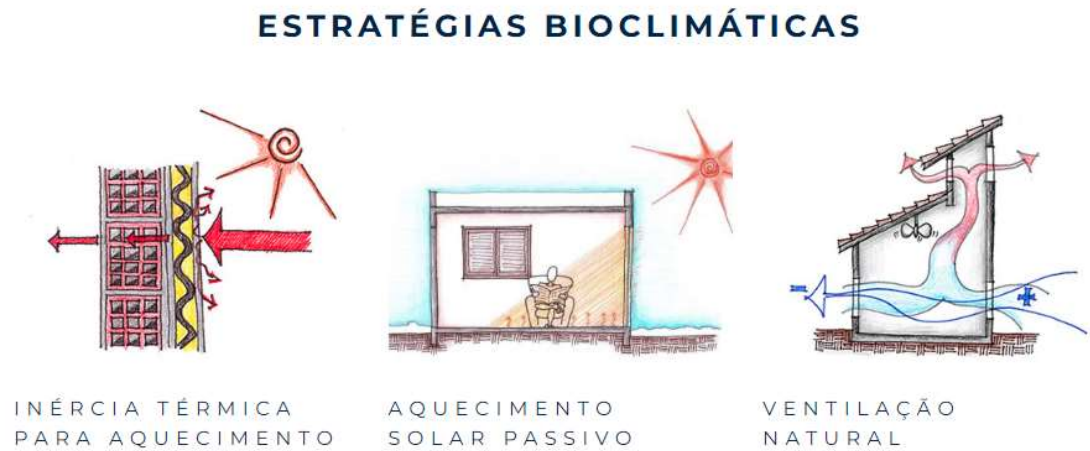 ESTRATÉGIAS BIOCLIMÁTICAS
INÉRCIA TÉRMICA
PARA AQUECIMENTO
AQUECIMENTO
SOLAR PASSIVO
VENTILAÇÃO
NATURAL